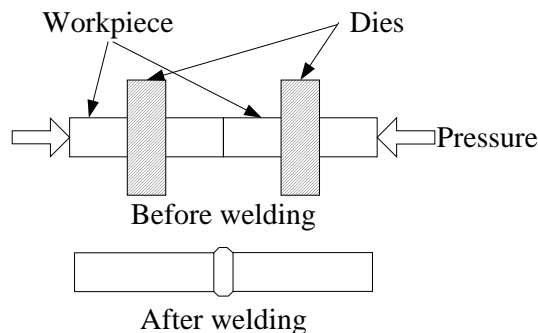 Workpiece
Dies
Pressure
Before welding
After welding